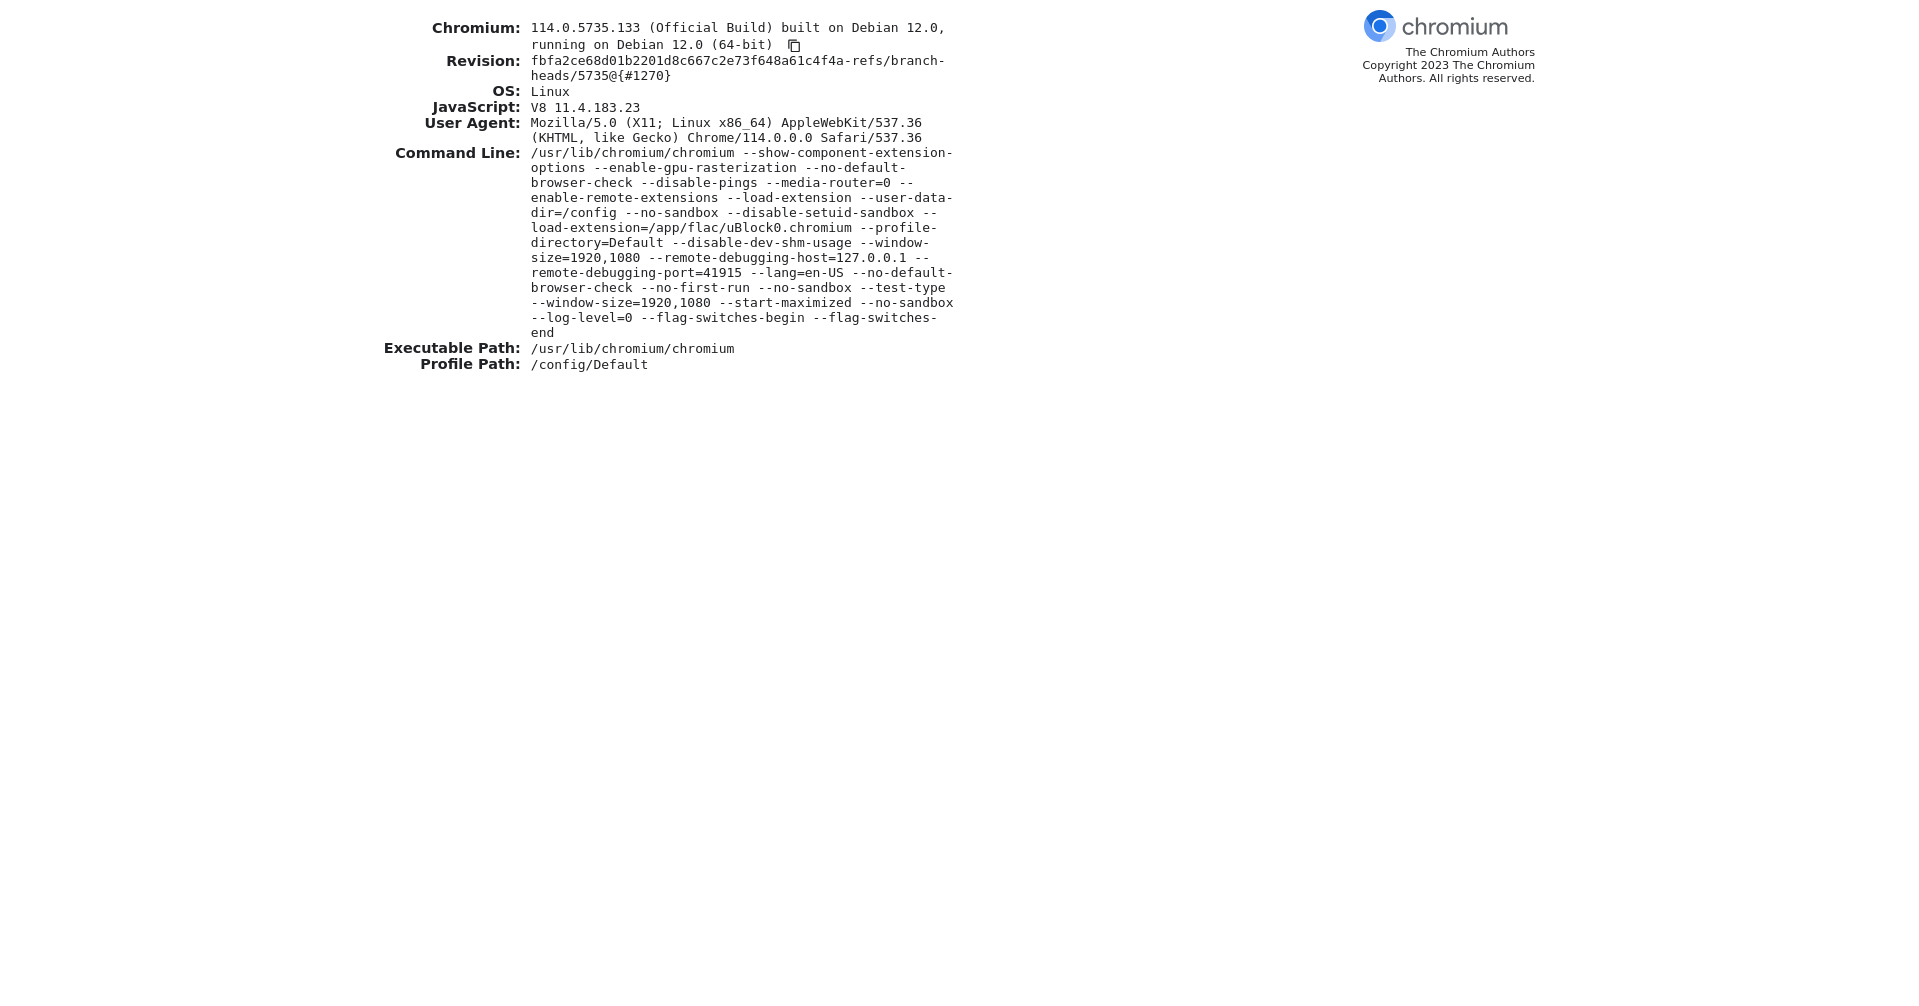 Chromium: 114.0.5735.133 (Official Build) built on Debian 12.0,
running on Debian 12.0 (64-bit)
Revision: fbfa2ce68d01b2201d8c667c2e73f648a61c4f4a-refs/branch-
heads/5735@{#1270}
OS: Linux
JavaScript: V8 11.4.183.23
User Agent: Mozilla/5.0 (X11; Linux x86_64) AppleWebKit/537.36
(KHTML, like Gecko) Chrome/114.0.0.0 Safari/537.36
Command Line: /usr/lib/chromium/chromium --show-component-extension-
options --enable-gpu-rasterization --no-default-
browser-check --disable-pings --media-router=0 --
enable-remote-extensions --load-extension --user-data-
dir=/config --no-sandbox --disable-setuid-sandbox --
load-extension=/app/flac/uBlock0.chromium --profile-
directory=Default --disable-dev-shm-usage --window-
size=1920,1080 --remote-debugging-host=127.0.0.1 --
remote-debugging-port=41915 --lang=en-US --no-default-
browser-check --no-first-run --no-sandbox --test-type
--window-size=1920,1080 --start-maximized --no-sandbox
--log-level=0 --flag-switches-begin --flag-switches-
end
Executable Path: /usr/lib/chromium/chromium
Profile Path: /config/Default
chromium
The Chromium Authors
Copyright 2023 The Chromium
Authors. All rights reserved.